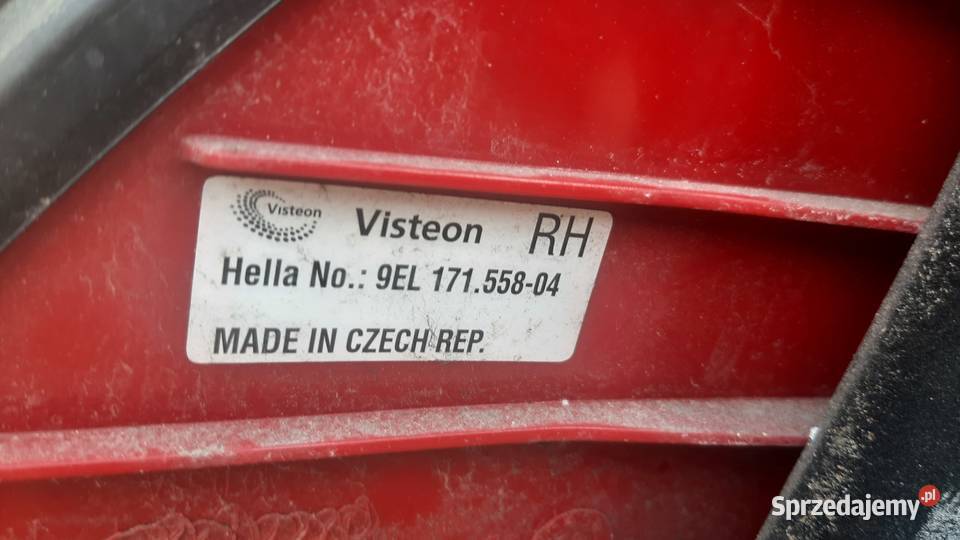 Visteon Visteon RH
Hella No.: 9EL 171.558-04
MADE IN CZECH REP.
Sprzedajemy.pl